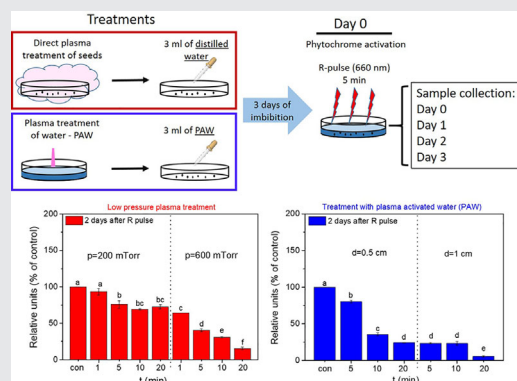 Treatments
Direct plasma
treatment of seeds
3 ml of distilled
water
Plasma treatment
of water - PAW
3 ml of PAW
3 days of
imbibition
Day 0
Phytochrome activation
R-pulse (660 nm)
5 min
Sample collection:
Day 0
Day 1
Day 2
Day 3
Low pressure plasma treatment
2 days after R pulse
p=200 mTorr
p=600 mTorr
Relative units (% of control)
100
75
50
25
0
a
a
b
bc
bc
c
d
e
f
con
1
5
10
20
1
5
10
20
t (min)
Treatment with plasma activated water (PAW)
2 days after R pulse
d=0.5 cm
d=1 cm
Relative units (% of control)
100
75
50
25
0
a
b
c
d
d
d
e
con
5
10
20
5
10
20
t (min)